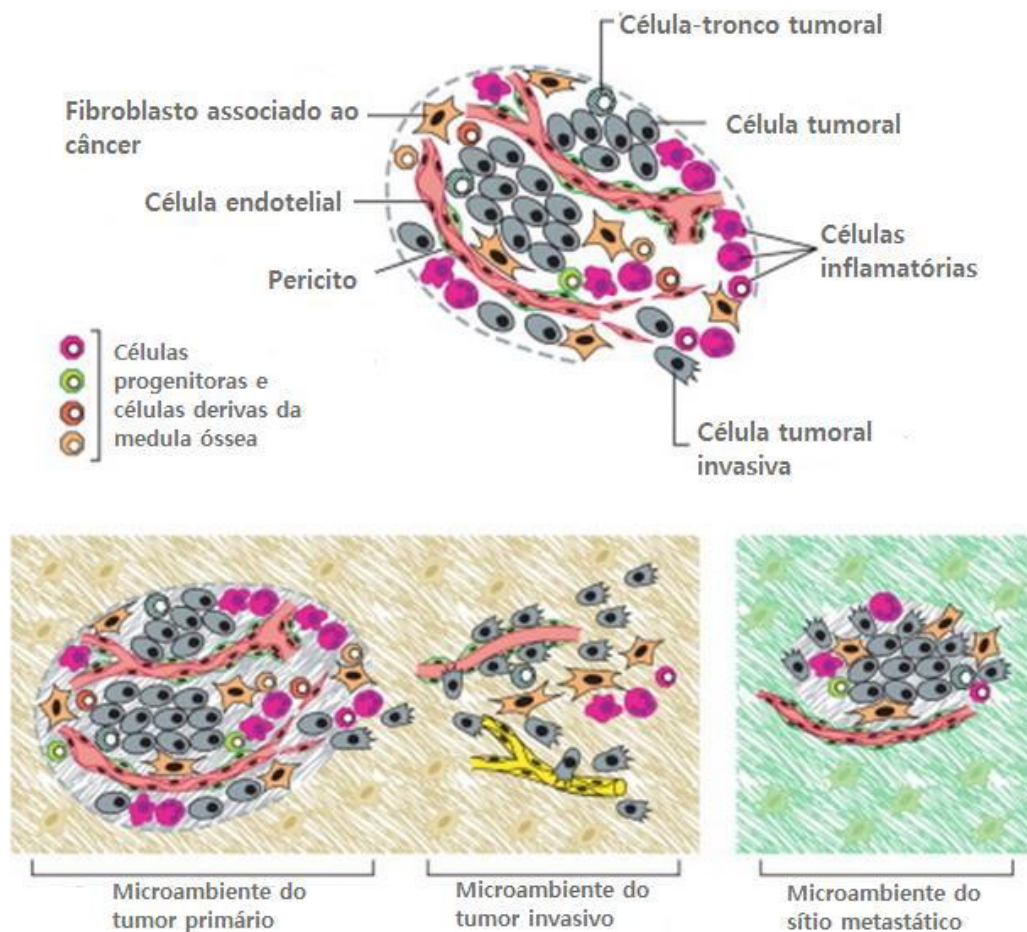 Célula-tronco tumoral
Fibroblasto associado ao
câncer
Célula tumoral
Célula endotelial
Células
inflamatórias
Pericito
Células
progenitoras e
células derivas da
medula óssea
Célula tumoral
invasiva
Microambiente do
tumor primário
Microambiente do
tumor invasivo
Microambiente do
sítio metastático